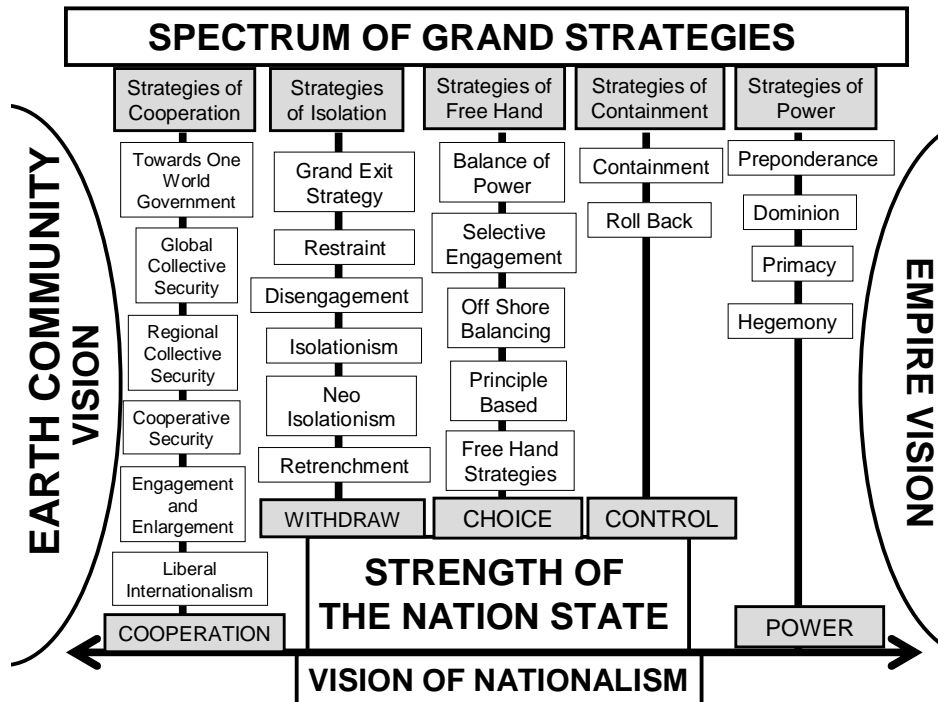 SPECTRUM OF GRAND STRATEGIES
Strategies of
Cooperation
Strategies
of Isolation
Strategies of
Free Hand
Strategies of
Containment
Strategies of
Power
EARTH COMMUNITY
VISION
Towards One
World
Government
Global
Collective
Security
Regional
Collective
Security
Cooperative
Security
Engagement
and
Enlargement
Liberal
Internationalism
COOPERATION
Grand Exit
Strategy
Restraint
Disengagement
Isolationism
Neo
Isolationism
Retrenchment
WITHDRAW
Balance of
Power
Selective
Engagement
Off Shore
Balancing
Principle
Based
Free Hand
Strategies
CHOICE
Containment
Roll Back
CONTROL
Preponderance
Dominion
Primacy
Hegemony
POWER
EMPIRE VISION
STRENGTH OF
THE NATION STATE
VISION OF NATIONALISM